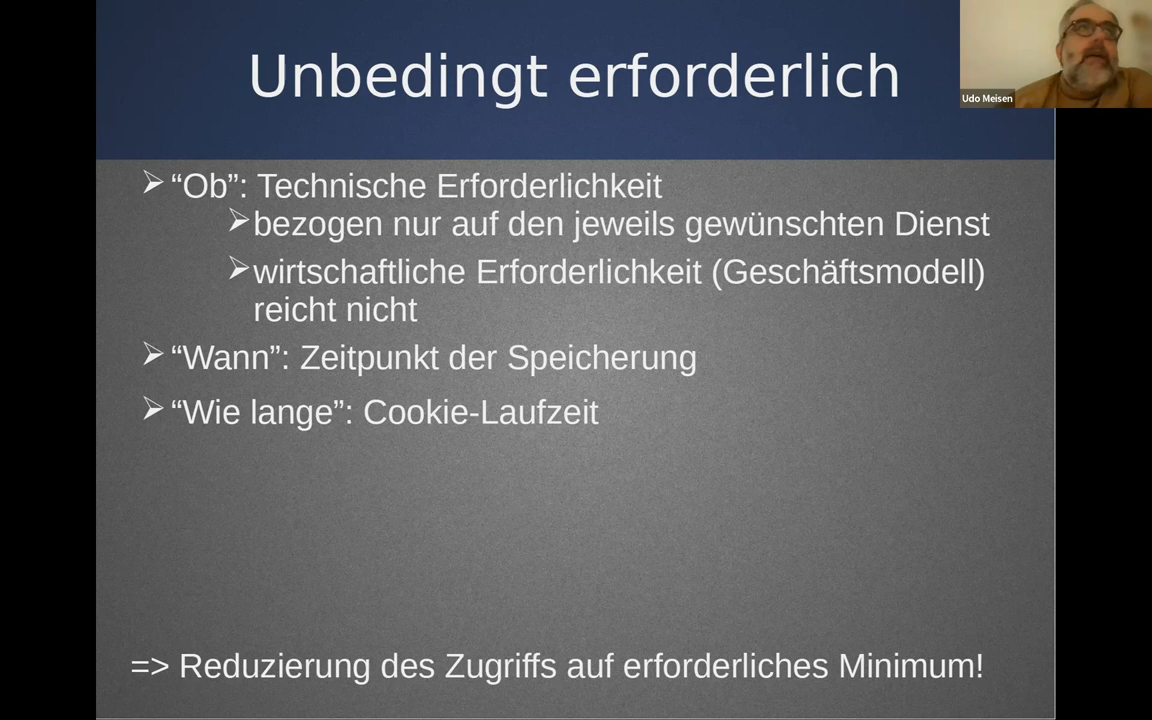 Unbedingt erforderlich
Udo Meisen
➢ “Ob”: Technische Erforderlichkeit
➢ bezogen nur auf den jeweils gewünschten Dienst
➢ wirtschaftliche Erforderlichkeit (Geschäftsmodell)
reicht nicht
➢ “Wann”: Zeitpunkt der Speicherung
➢ “Wie lange”: Cookie-Laufzeit
=> Reduzierung des Zugriffs auf erforderliches Minimum!